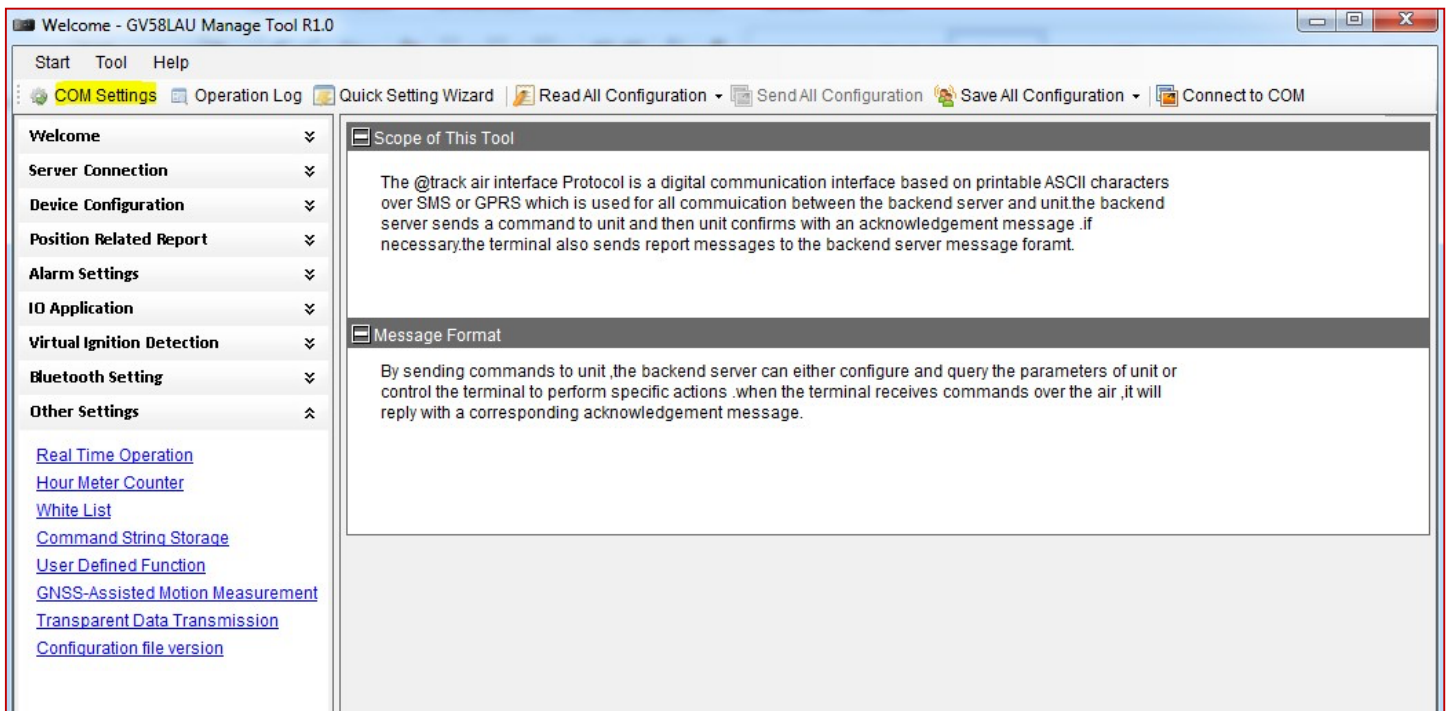 Welcome - GV58LAU Manage Tool R1.0
Start Tool Help
COM Settings Operation Log Quick Setting Wizard Read All Configuration Send All Configuration Save All Configuration Connect to COM
Welcome
Server Connection
Device Configuration
Position Related Report
Alarm Settings
IO Application
Virtual Ignition Detection
Bluetooth Setting
Other Settings
Real Time Operation
Hour Meter Counter
White List
Command String Storage
User Defined Function
GNSS-Assisted Motion Measurement
Transparent Data Transmission
Configuration file version
Scope of This Tool
The @track air interface Protocol is a digital communication interface based on printable ASCII characters
over SMS or GPRS which is used for all commuication between the backend server and unit.the backend
server sends a command to unit and then unit confirms with an acknowledgement message .if
necessary.the terminal also sends report messages to the backend server message foramt.
Message Format
By sending commands to unit ,the backend server can either configure and query the parameters of unit or
control the terminal to perform specific actions .when the terminal receives commands over the air ,it will
reply with a corresponding acknowledgement message.